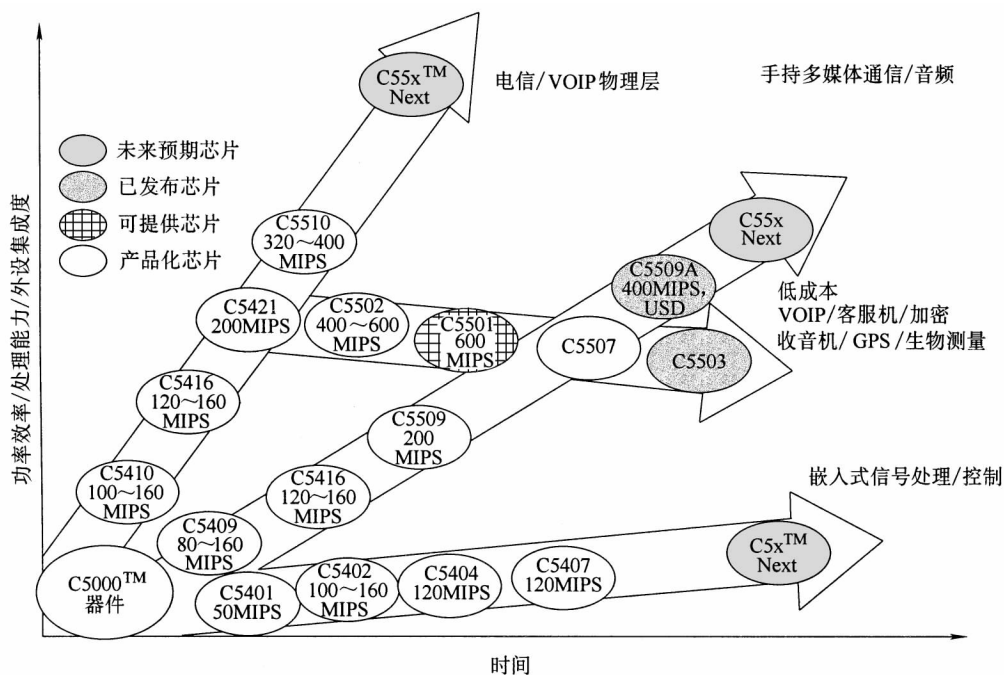 C55x™
Next
电信/VOIP物理层
手持多媒体通信/音频
未来预期芯片
已发布芯片
可提供芯片
产品化芯片
功率效率/处理能力/外设集成度
C5510
320～400
MIPS
C55x
Next
C5509A
400MIPS,
USD
低成本
VOIP/客服机/加密
收音机/GPS/生物测量
C5421
200MIPS
C5502
400～600
MIPS
C5501
600
MIPS
C5507
C5503
C5416
120～160
MIPS
C5509
200
MIPS
C5410
100～160
MIPS
C5416
120～160
MIPS
嵌入式信号处理/控制
C5409
80～160
MIPS
C5x™
Next
C5000™
器件
C5401
50MIPS
C5402
100～160
MIPS
C5404
120MIPS
C5407
120MIPS
时间